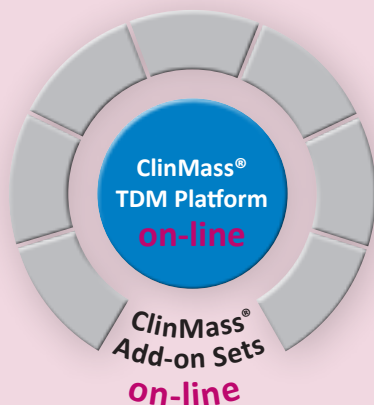 ClinMass®
TDM Platform
on-line
ClinMass®
Add-on Sets
on-line